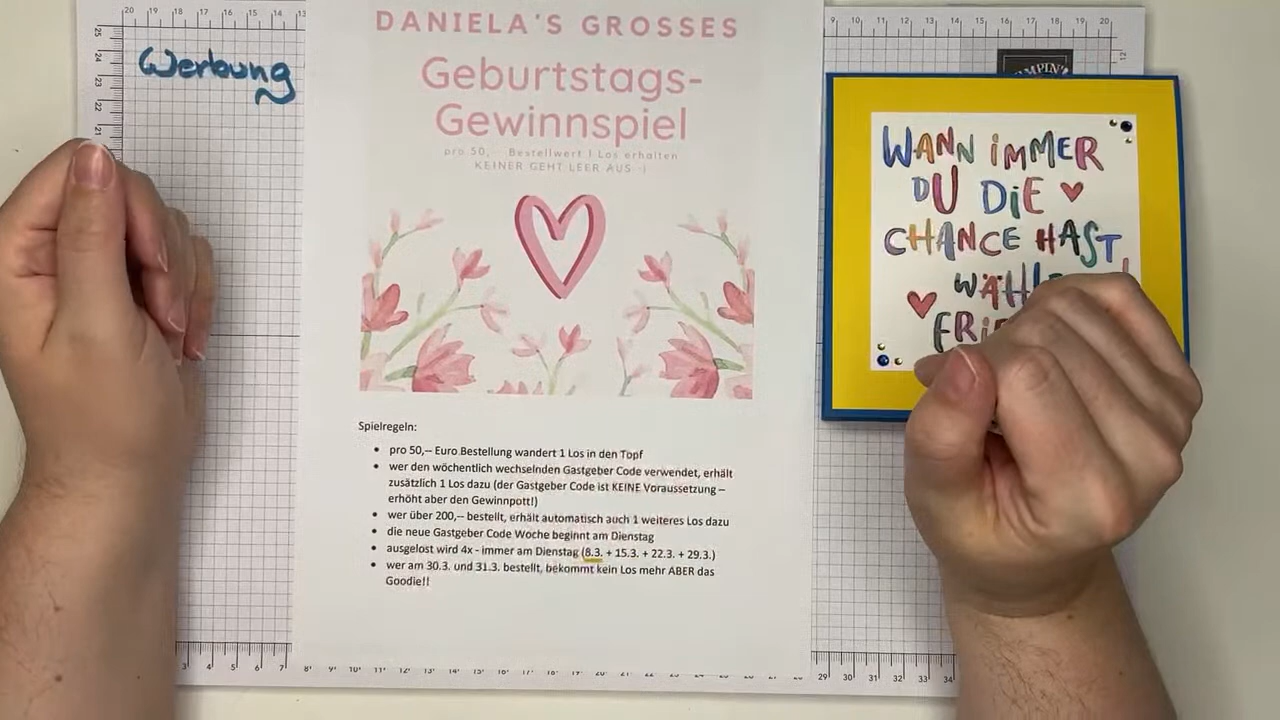 Werbung
DANIELA'S GROSSES
Geburtstags-
Gewinnspiel
pro 50,-- Bestellwert 1 Los erhalten
KEINER GEHT LEER AUS :-)
Spielregeln:
• pro 50,-- Euro Bestellung wandert 1 Los in den Topf
• wer den wöchentlich wechselnden Gastgeber Code verwendet, erhält
zusätzlich 1 Los dazu (der Gastgeber Code ist KEINE Voraussetzung –
erhöht aber den Gewinnpott!)
• wer über 200,-- bestellt, erhält automatisch auch 1 weiteres Los dazu
• die neue Gastgeber Code Woche beginnt am Dienstag
• ausgelost wird 4x - immer am Dienstag (8.3. + 15.3. + 22.3. + 29.3.)
• wer am 30.3. und 31.3. bestellt, bekommt kein Los mehr ABER das
Goodie!!
WANN iMMER
DU DiE
CHANCE HAST,